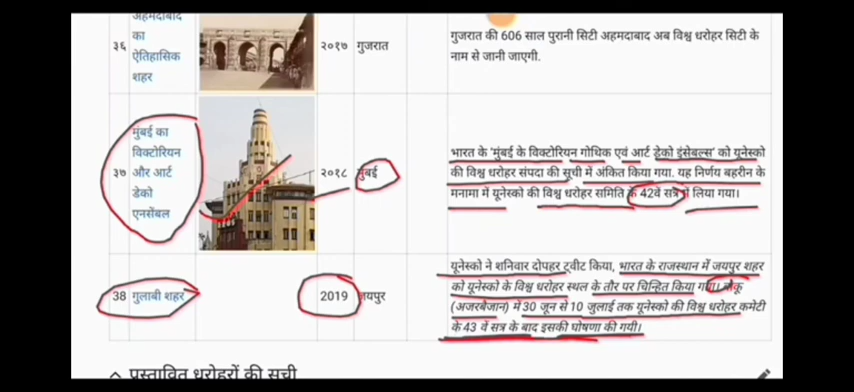 अहमदाबाद
३६ का २०१७ गुजरात गुजरात की 606 साल पुरानी सिटी अहमदाबाद अब विश्व धरोहर सिटी के
ऐतिहासिक नाम से जानी जाएगी.
शहर
मुंबई का
विक्टोरियन
३७ और आर्ट २०१८ मुंबई
डेको
एनसेंबल
भारत के 'मुंबई के विक्टोरियन गोथिक एवं आर्ट डेको इंसेबल्स' को यूनेस्को
की विश्व धरोहर संपदा की सूची में अंकित किया गया. यह निर्णय बहरीन के
मनामा में यूनेस्को की विश्व धरोहर समिति के 42वें सत्र में लिया गया।
38 गुलाबी शहर 2019 जयपुर
यूनेस्को ने शनिवार दोपहर ट्वीट किया, भारत के राजस्थान में जयपुर शहर
को यूनेस्को के विश्व धरोहर स्थल के तौर पर चिन्हित किया गया। बाकू
(अजरबैजान) में 30 जून से 10 जुलाई तक यूनेस्को की विश्व धरोहर कमेटी
के 43 वें सत्र के बाद इसकी घोषणा की गयी।
प्रस्तावित धरोहरों की सूची